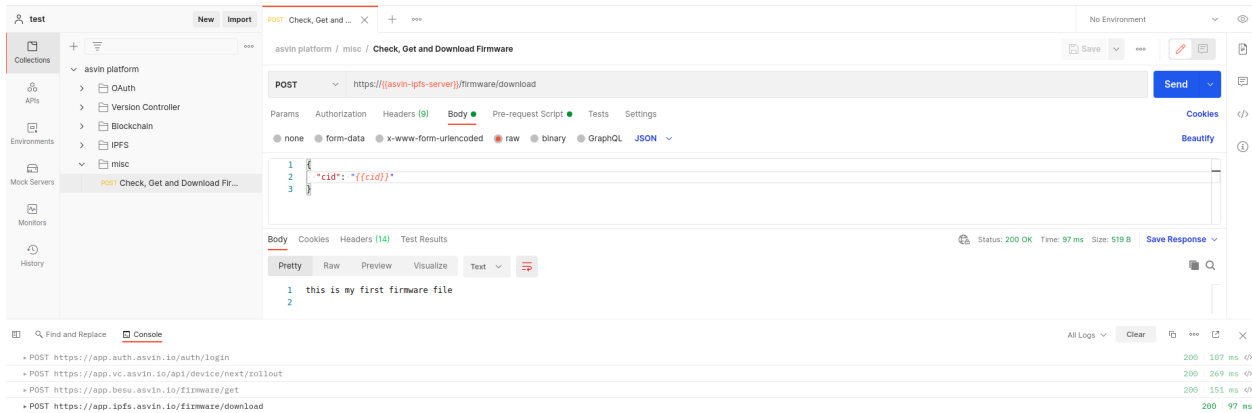 test
New Import
POST Check, Get and ...
No Environment
Collections
asvin platform / misc / Check, Get and Download Firmware
Save
asvin platform
APIs
OAuth
POST https://{{asvin-ipfs-server}}/firmware/download Send
Version Controller
Params Authorization Headers (9) Body Pre-request Script Tests Settings Cookies
Environments
Blockchain
none form-data x-www-form-urlencoded raw binary GraphQL JSON Beautify
IPFS
misc
1 {
2 "cid": "{{cid}}"
3 }
Mock Servers
POST Check, Get and Download Fir...
Monitors
History
Body Cookies Headers (14) Test Results Status: 200 OK Time: 97 ms Size: 519 B Save Response
Pretty Raw Preview Visualize Text
1 this is my first firmware file
2
Find and Replace Console All Logs Clear
POST https://app.auth.asvin.io/auth/login 200 107 ms
POST https://app.vc.asvin.io/api/device/next/rollout 200 269 ms
POST https://app.besu.asvin.io/firmware/get 200 151 ms
POST https://app.ipfs.asvin.io/firmware/download 200 97 ms